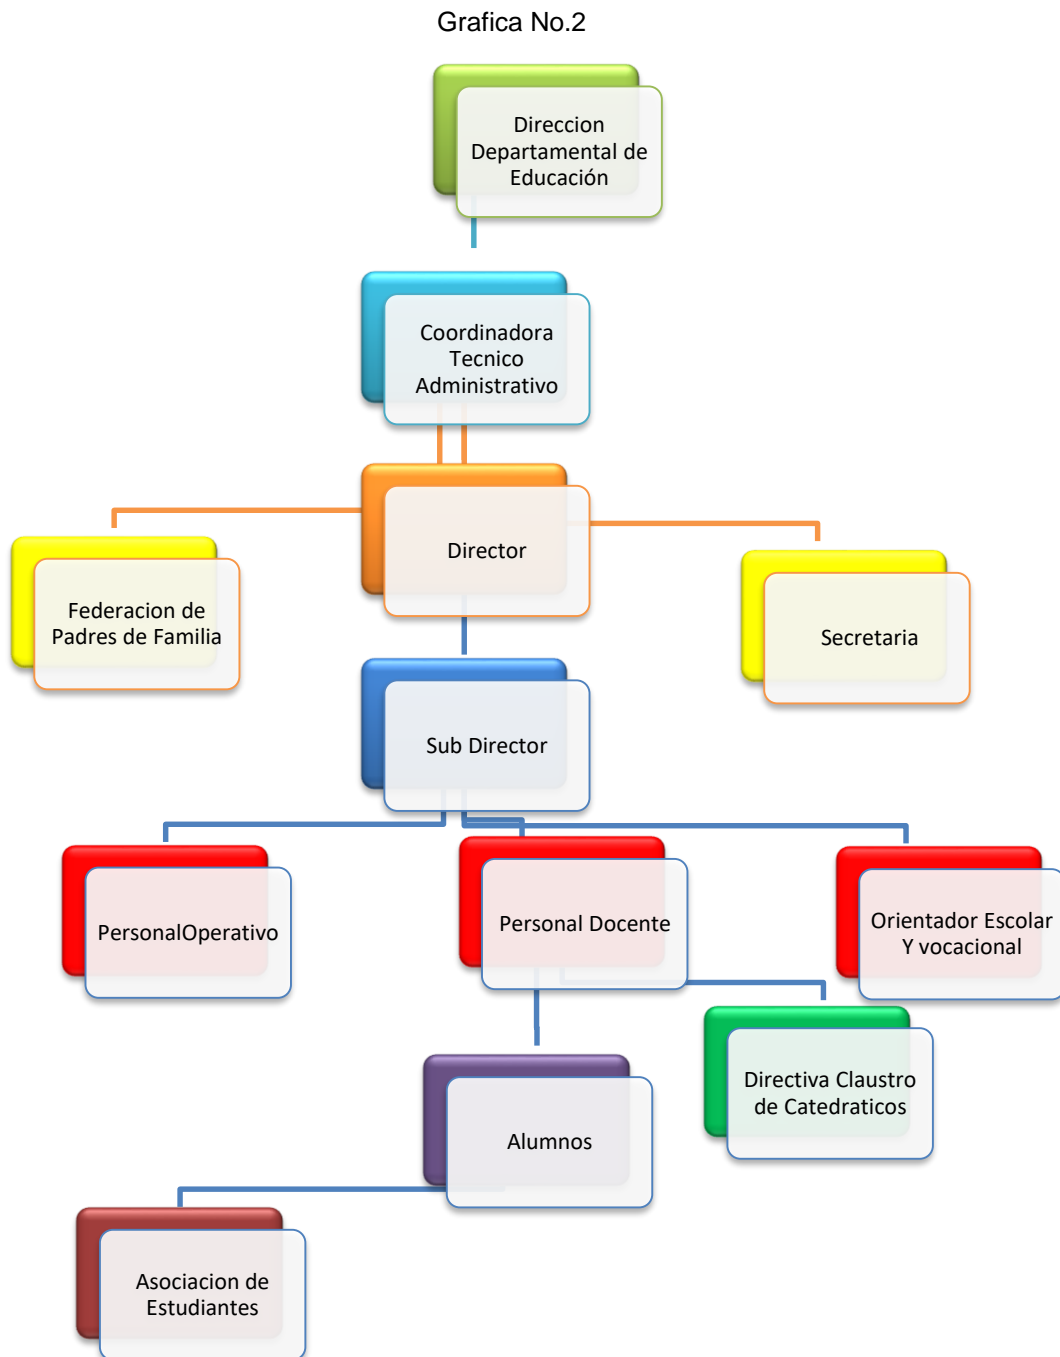 Grafica No.2
Direccion
Departamental de
Educación
Coordinadora
Tecnico
Administrativo
Director
Federacion de
Padres de Familia
Secretaria
Sub Director
PersonalOperativo
Personal Docente
Orientador Escolar
Y vocacional
Directiva Claustro
de Catedraticos
Alumnos
Asociacion de
Estudiantes